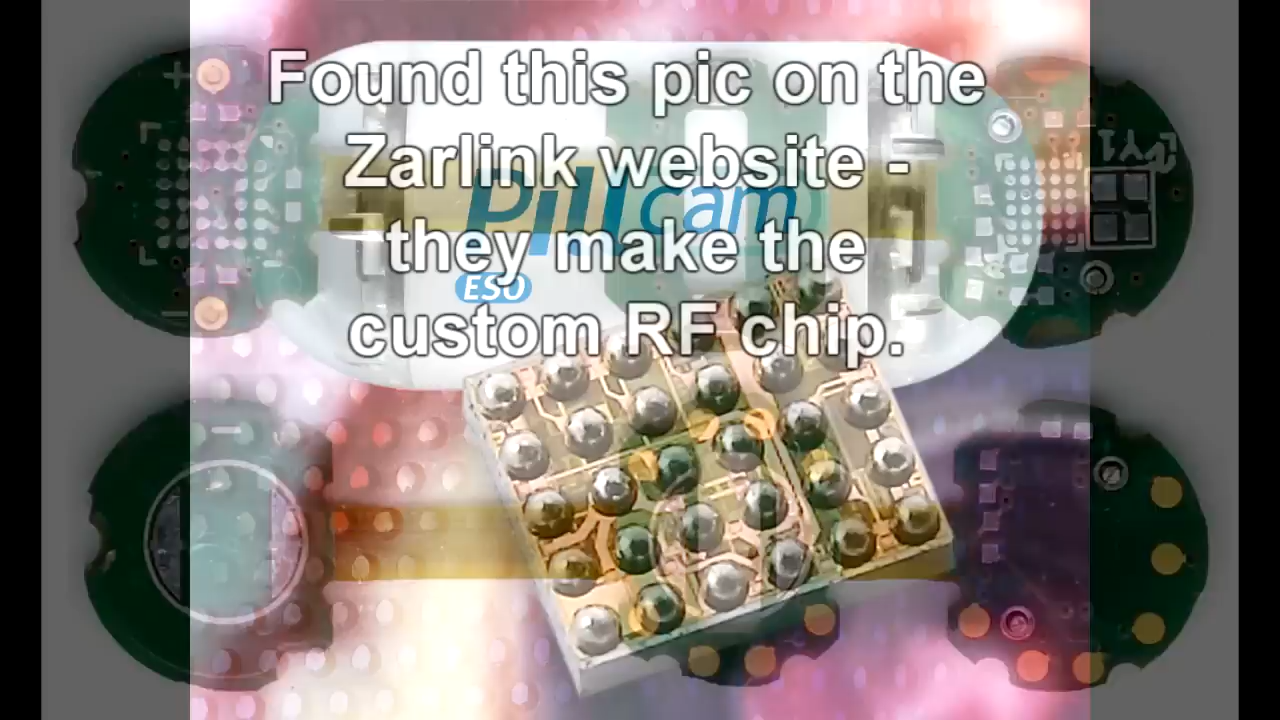 Found this pic on the
Zarlink website -
Pillcam
they make the
ESO
custom RF chip.